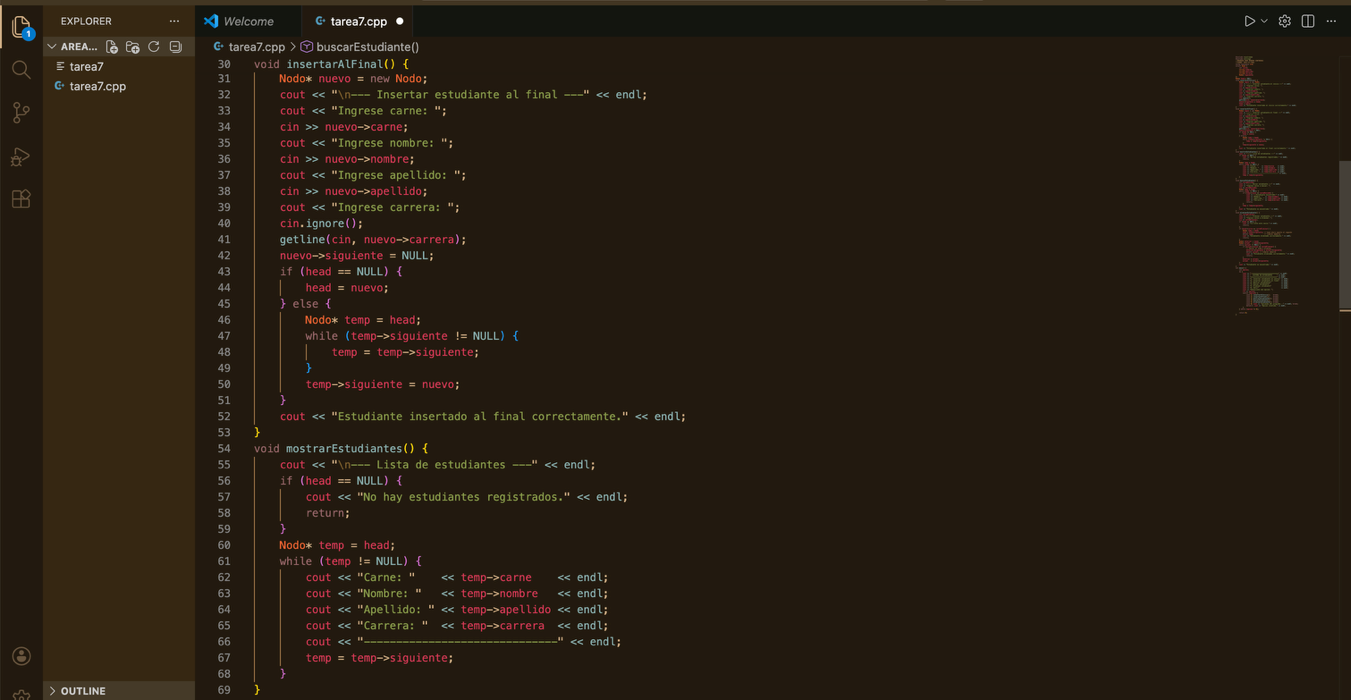 EXPLORER
···
AREA...
tarea7
tarea7.cpp
OUTLINE
1
Welcome
tarea7.cpp
tarea7.cpp > buscarEstudiante()
30 void insertarAlFinal() {
31 Nodo* nuevo = new Nodo;
32 cout << "\n--- Insertar estudiante al final ---" << endl;
33 cout << "Ingrese carne: ";
34 cin >> nuevo->carne;
35 cout << "Ingrese nombre: ";
36 cin >> nuevo->nombre;
37 cout << "Ingrese apellido: ";
38 cin >> nuevo->apellido;
39 cout << "Ingrese carrera: ";
40 cin.ignore();
41 getline(cin, nuevo->carrera);
42 nuevo->siguiente = NULL;
43 if (head == NULL) {
44 head = nuevo;
45 } else {
46 Nodo* temp = head;
47 while (temp->siguiente != NULL) {
48 temp = temp->siguiente;
49 }
50 temp->siguiente = nuevo;
51 }
52 cout << "Estudiante insertado al final correctamente." << endl;
53 }
54 void mostrarEstudiantes() {
55 cout << "\n--- Lista de estudiantes ---" << endl;
56 if (head == NULL) {
57 cout << "No hay estudiantes registrados." << endl;
58 return;
59 }
60 Nodo* temp = head;
61 while (temp != NULL) {
62 cout << "Carne: " << temp->carne << endl;
63 cout << "Nombre: " << temp->nombre << endl;
64 cout << "Apellido: " << temp->apellido << endl;
65 cout << "Carrera: " << temp->carrera << endl;
66 cout << "------------------------------" << endl;
67 temp = temp->siguiente;
68 }
69 }